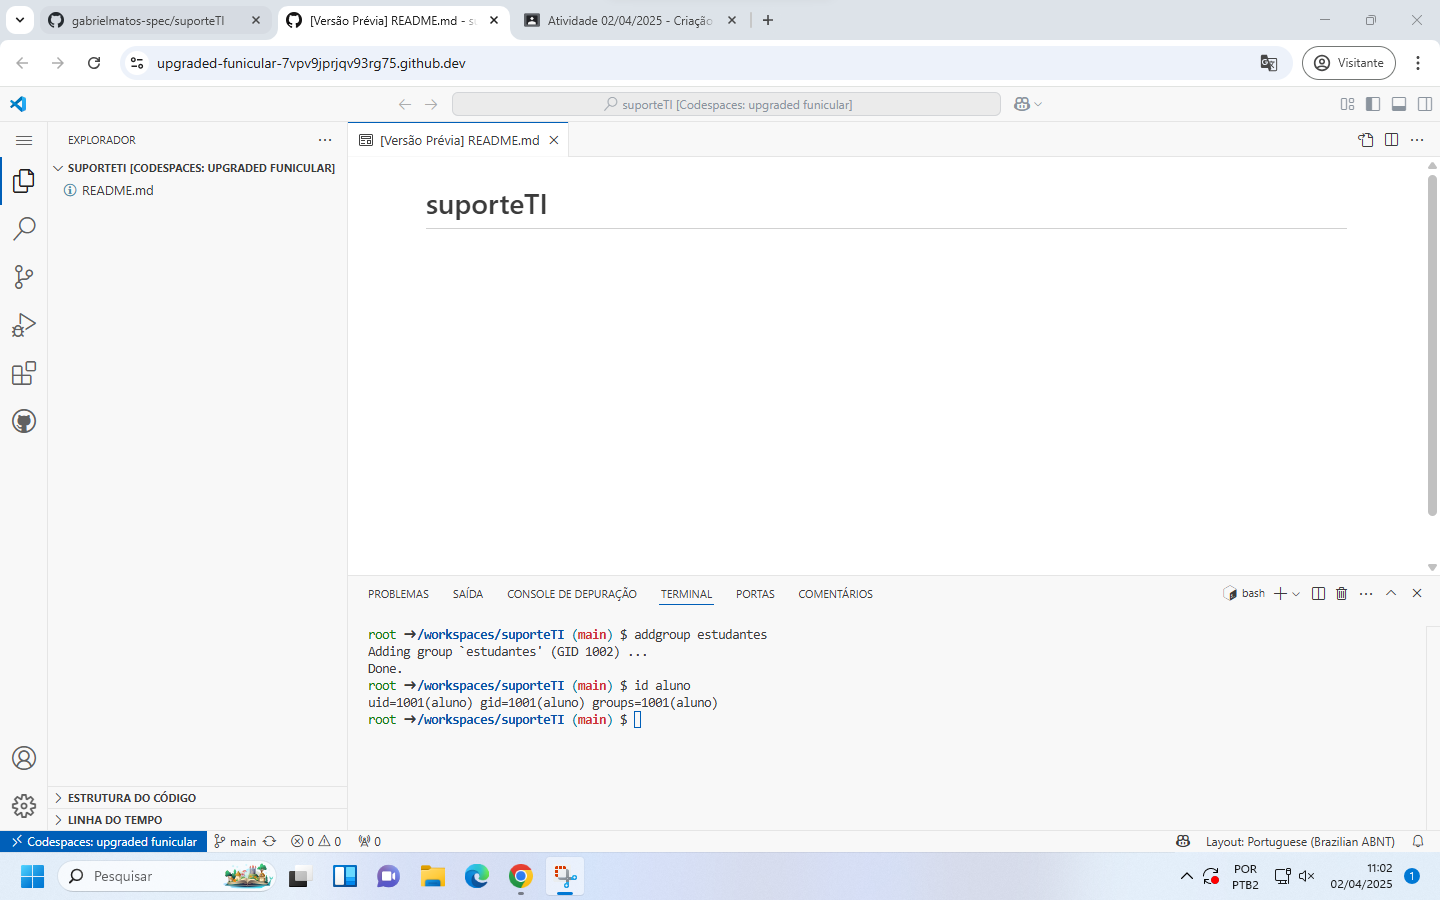 gabrielmatos-spec/suporteTI
[Versão Prévia] README.md - su
Atividade 02/04/2025 - Criação
upgraded-funicular-7vpv9jprjqv93rg75.github.dev
Visitante
suporteTI [Codespaces: upgraded funicular]
EXPLORADOR
[Versão Prévia] README.md
SUPORTETI [CODESPACES: UPGRADED FUNICULAR]
README.md
suporteTI
PROBLEMAS SAÍDA CONSOLE DE DEPURAÇÃO TERMINAL PORTAS COMENTÁRIOS
bash
root ➜/workspaces/suporteTI (main) $ addgroup estudantes
Adding group `estudantes' (GID 1002) ...
Done.
root ➜/workspaces/suporteTI (main) $ id aluno
uid=1001(aluno) gid=1001(aluno) groups=1001(aluno)
root ➜/workspaces/suporteTI (main) $
ESTRUTURA DO CÓDIGO
LINHA DO TEMPO
Codespaces: upgraded funicular main 0 0 0 Layout: Portuguese (Brazilian ABNT)
Pesquisar
POR
PTB2
11:02
02/04/2025
1